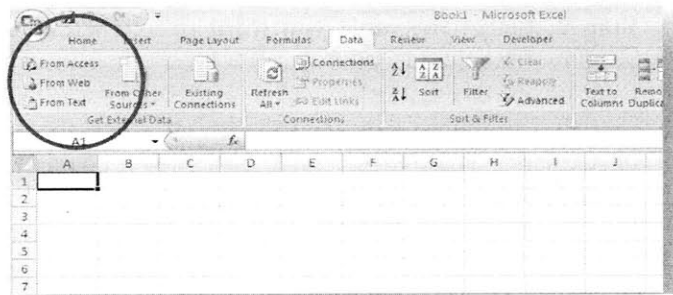 Book1 - Microsoft Excel
Home Insert Page Layout Formulas Data Review View Developer
From Access
From Web
From Text
From Other Sources
Existing Connections
Get External Data
Refresh All
Connections
Properties
Edit Links
Connections
Sort
Filter
Clear
Reapply
Advanced
Sort & Filter
Text to Columns
A1 fx
A B C D E F G H I J
1
2
3
4
5
6
7